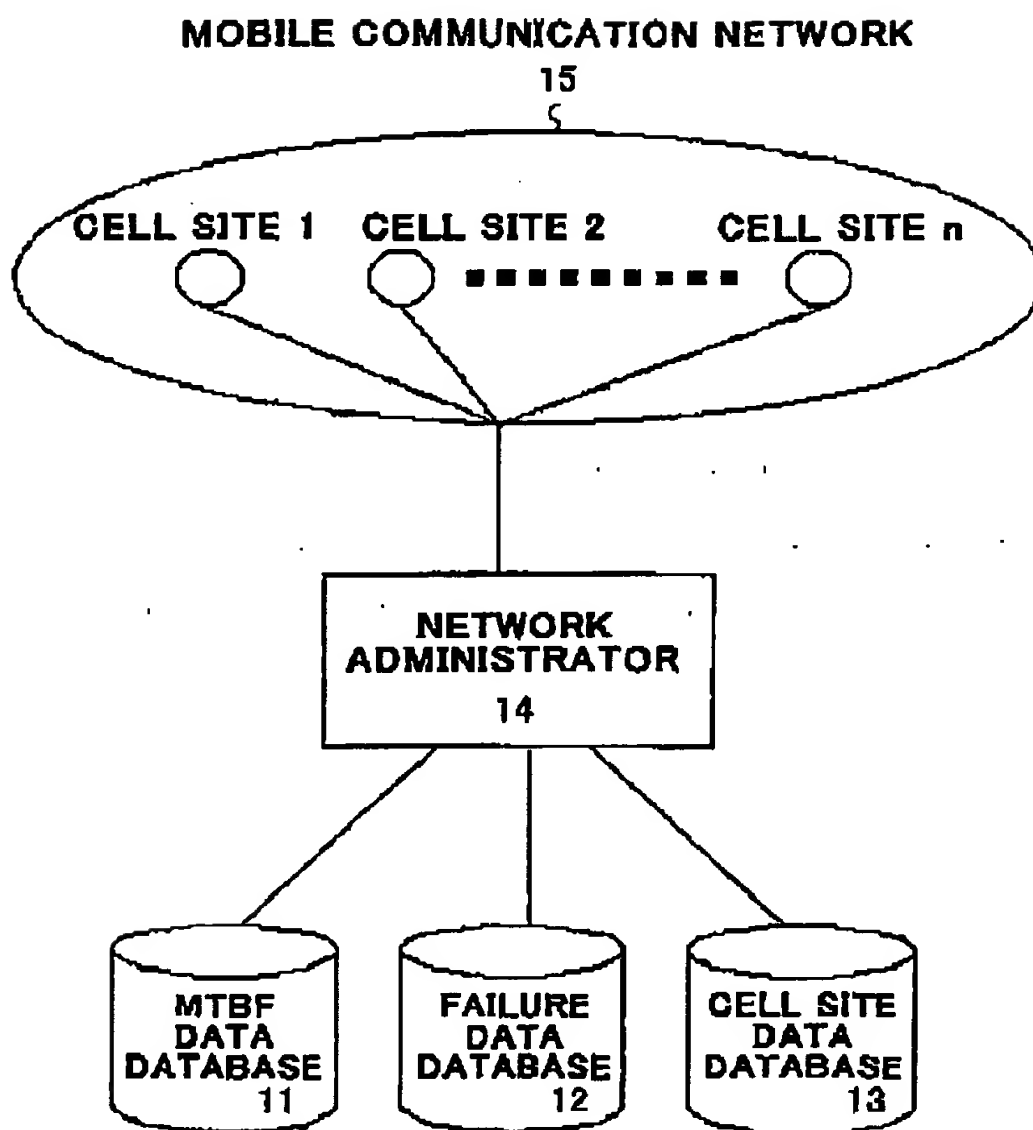 MOBILE COMMUNICATION NETWORK
15
CELL SITE 1 CELL SITE 2 CELL SITE n
NETWORK
ADMINISTRATOR
14
MTBF
DATA
DATABASE
11
FAILURE
DATA
DATABASE
12
CELL SITE
DATA
DATABASE
13